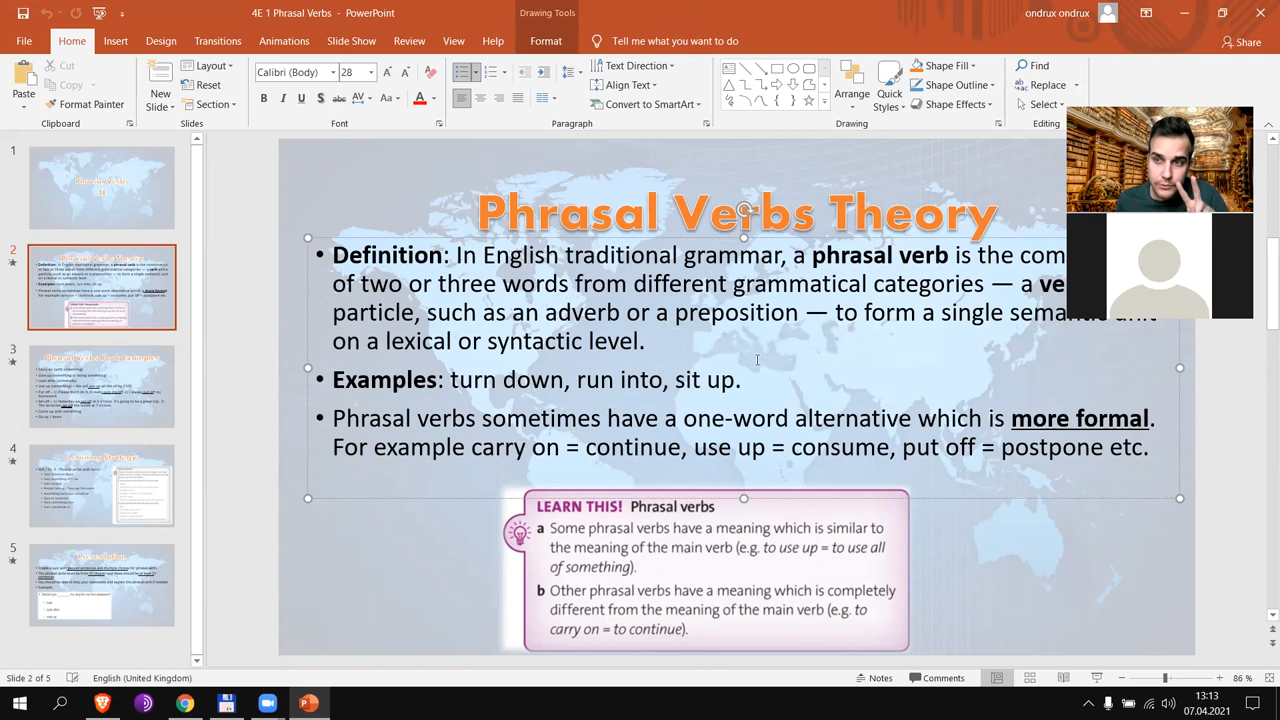 4E 1 Phrasal Verbs - PowerPoint
Drawing Tools
ondrux ondrux
File Home Insert Design Transitions Animations Slide Show Review View Help Format Tell me what you want to do Share
Paste
Cut
Copy
Format Painter
Clipboard
New Slide
Layout
Reset
Section
Slides
Calibri (Body) 28
Font
Text Direction
Align Text
Convert to SmartArt
Paragraph
Arrange
Quick Styles
Shape Fill
Shape Outline
Shape Effects
Drawing
Find
Replace
Select
Editing
1
2
3
4
5
Phrasal Verbs Theory
• Definition: In English traditional grammar, a phrasal verb is the com
of two or three words from different grammatical categories — a ve
particle, such as an adverb or a preposition — to form a single semantic unit
on a lexical or syntactic level.
• Examples: turn down, run into, sit up.
• Phrasal verbs sometimes have a one-word alternative which is more formal.
For example carry on = continue, use up = consume, put off = postpone etc.
LEARN THIS! Phrasal verbs
a Some phrasal verbs have a meaning which is similar to
the meaning of the main verb (e.g. to use up = to use all
of something).
b Other phrasal verbs have a meaning which is completely
different from the meaning of the main verb (e.g. to
carry on = to continue).
Slide 2 of 5 English (United Kingdom) Notes Comments 86 %
13:13
07.04.2021